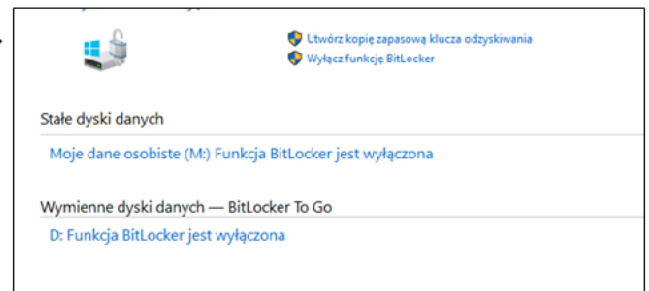 Utwórz kopię zapasową klucza odzyskiwania
Wyłącz funkcję BitLocker
Stałe dyski danych
Moje dane osobiste (M:) Funkcja BitLocker jest wyłączona
Wymienne dyski danych — BitLocker To Go
D: Funkcja BitLocker jest wyłączona